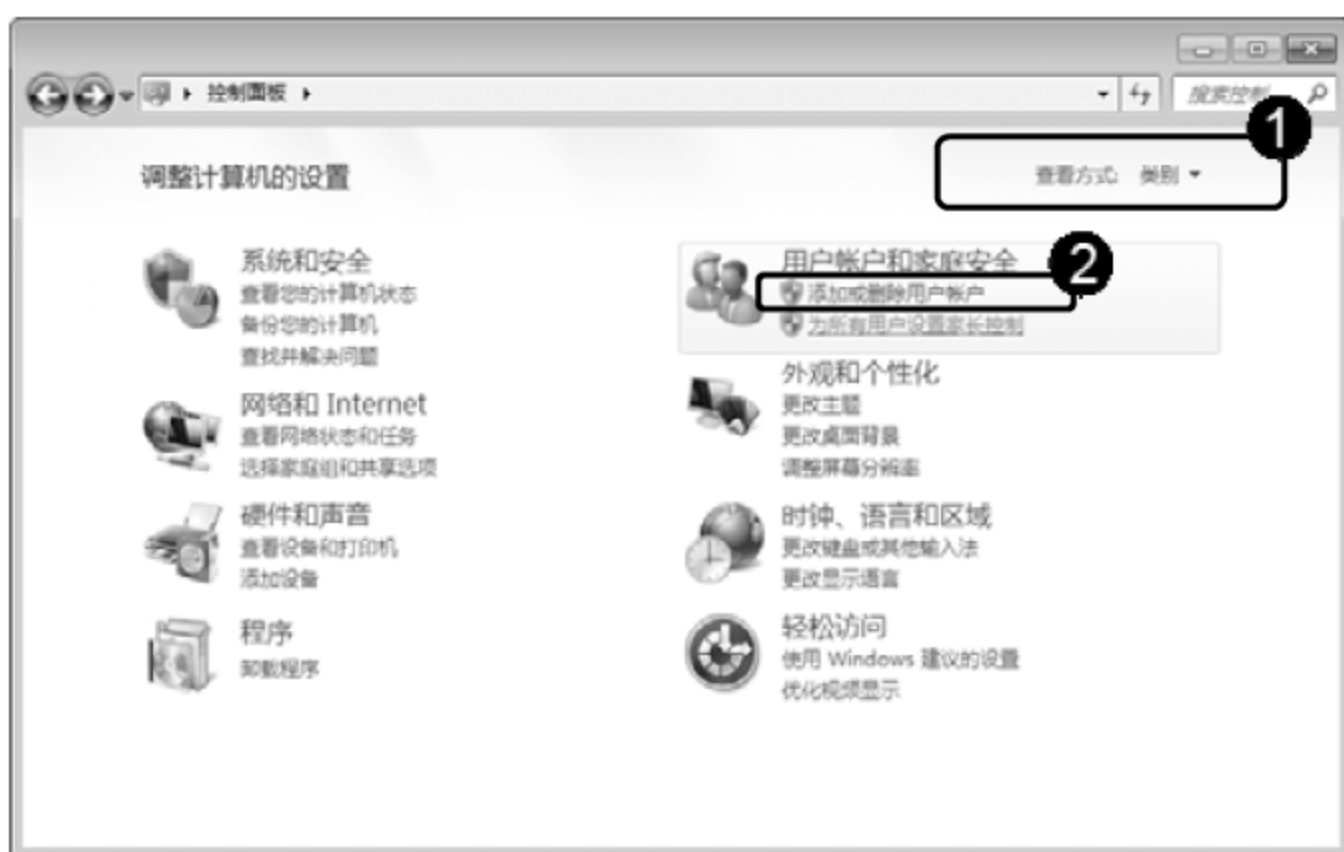 控制面板
搜索控制
1
调整计算机的设置
查看方式: 类别
2
系统和安全
查看您的计算机状态
备份您的计算机
查找并解决问题
网络和 Internet
查看网络状态和任务
选择家庭组和共享选项
硬件和声音
查看设备和打印机
添加设备
程序
卸载程序
用户帐户和家庭安全
添加或删除用户帐户
为所有用户设置家长控制
外观和个性化
更改主题
更改桌面背景
调整屏幕分辨率
时钟、语言和区域
更改键盘或其他输入法
更改显示语言
轻松访问
使用 Windows 建议的设置
优化视频显示